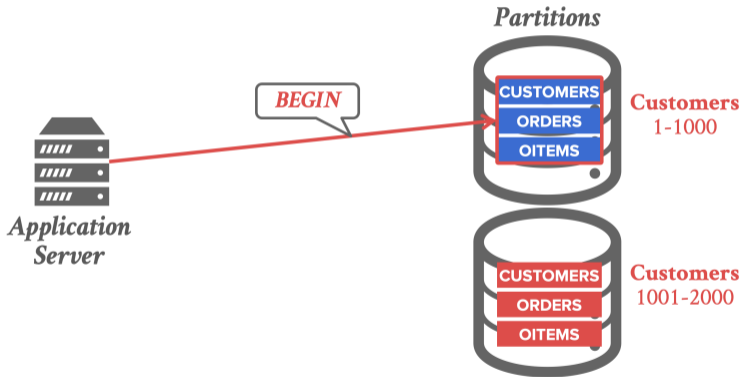 Partitions
BEGIN
CUSTOMERS
ORDERS
OITEMS
Customers
1-1000
Application
Server
CUSTOMERS
ORDERS
OITEMS
Customers
1001-2000